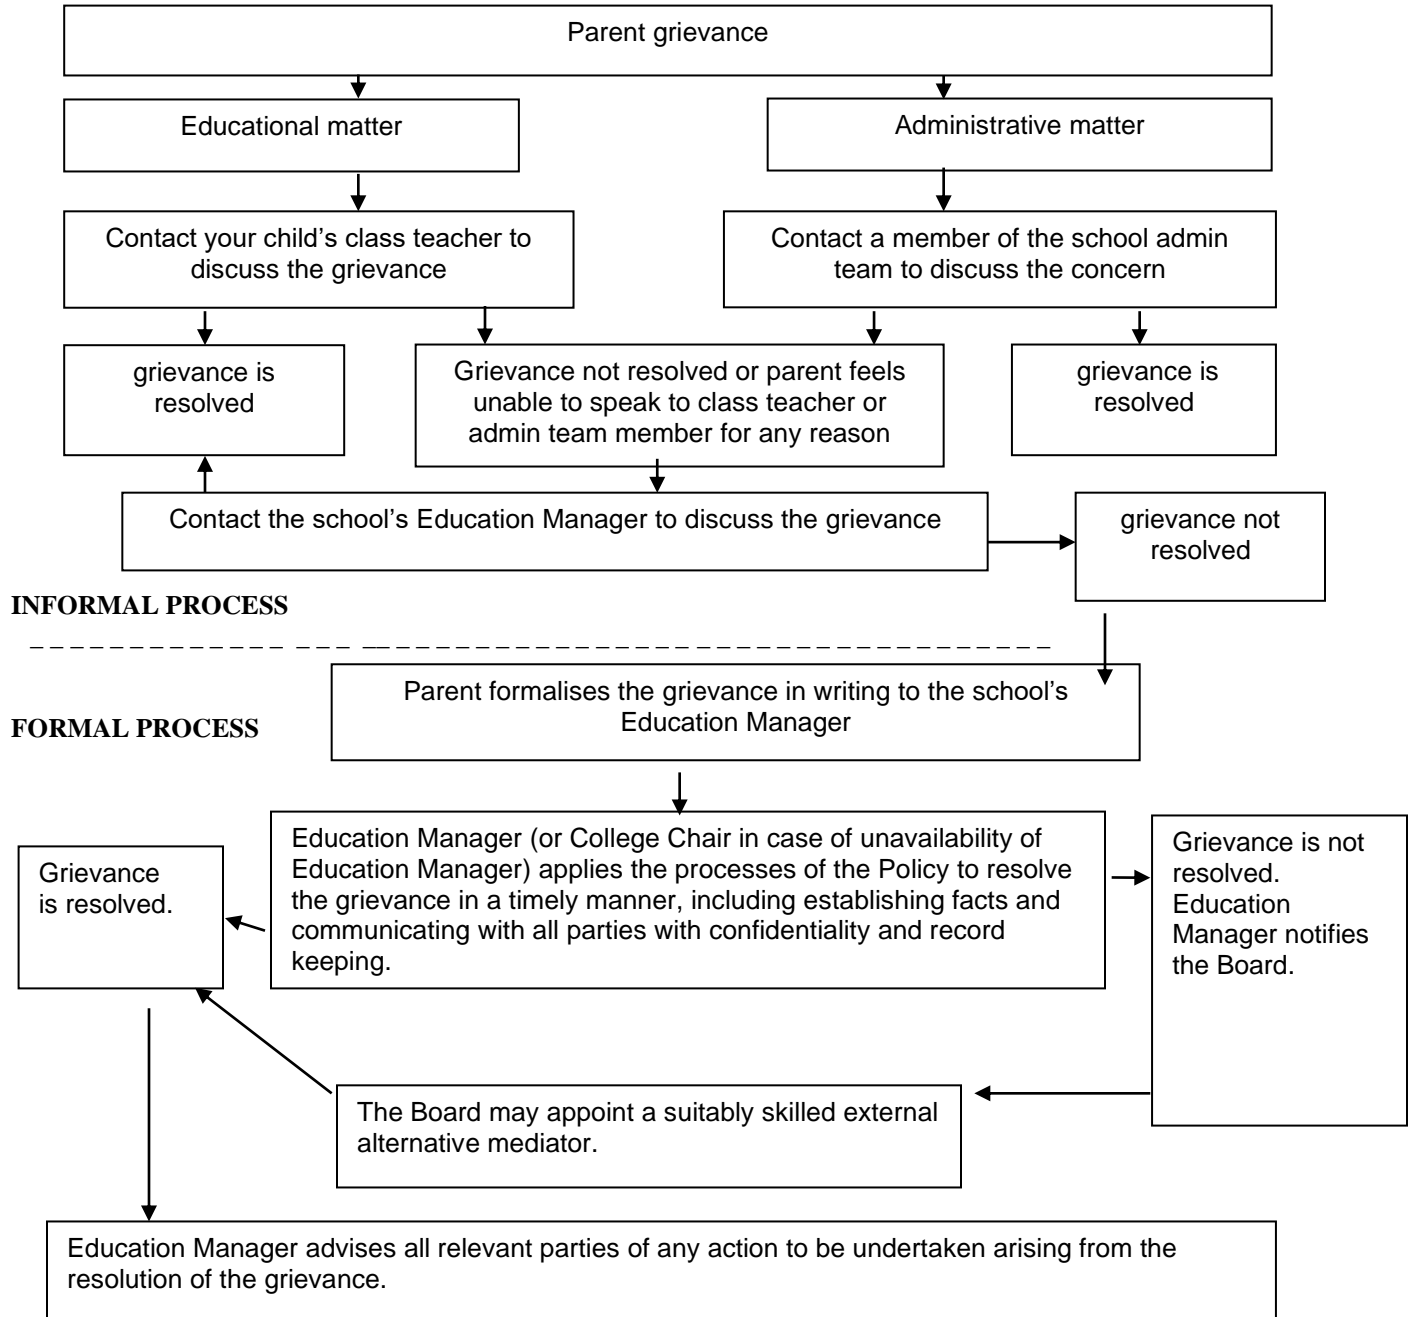 Parent grievance
Educational matter
Administrative matter
Contact your child’s class teacher to
discuss the grievance
Contact a member of the school admin
team to discuss the concern
grievance is
resolved
Grievance not resolved or parent feels
unable to speak to class teacher or
admin team member for any reason
grievance is
resolved
Contact the school’s Education Manager to discuss the grievance
grievance not
resolved
INFORMAL PROCESS
Parent formalises the grievance in writing to the school’s
Education Manager
FORMAL PROCESS
Education Manager (or College Chair in case of unavailability of
Education Manager) applies the processes of the Policy to resolve
the grievance in a timely manner, including establishing facts and
communicating with all parties with confidentiality and record
keeping.
Grievance is not
resolved.
Education
Manager notifies
the Board.
Grievance
is resolved.
The Board may appoint a suitably skilled external
alternative mediator.
Education Manager advises all relevant parties of any action to be undertaken arising from the
resolution of the grievance.